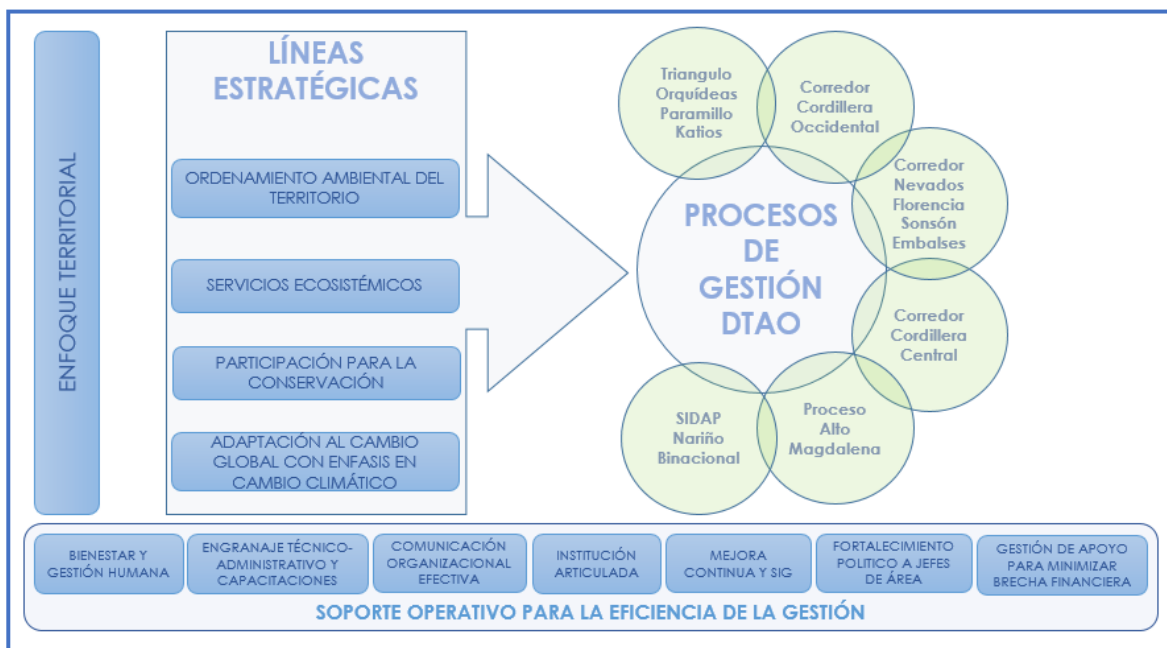 ENFOQUE TERRITORIAL
LÍNEAS
ESTRATÉGICAS
ORDENAMIENTO AMBIENTAL DEL
TERRITORIO
SERVICIOS ECOSISTÉMICOS
PARTICIPACIÓN PARA LA
CONSERVACIÓN
ADAPTACIÓN AL CAMBIO
GLOBAL CON ENFASIS EN
CAMBIO CLIMÁTICO
PROCESOS
DE
GESTIÓN
DTAO
Triangulo
Orquídeas
Paramillo
Katios
Corredor
Cordillera
Occidental
Corredor
Nevados
Florencia
Sonsón
Embalses
Corredor
Cordillera
Central
Proceso
Alto
Magdalena
SIDAP
Nariño
Binacional
BIENESTAR Y
GESTIÓN HUMANA
ENGRANAJE TÉCNICO-
ADMINISTRATIVO Y
CAPACITACIONES
COMUNICACIÓN
ORGANIZACIONAL
EFECTIVA
INSTITUCIÓN
ARTICULADA
MEJORA
CONTINUA Y SIG
FORTALECIMIENTO
POLITICO A JEFES
DE ÁREA
GESTIÓN DE APOYO
PARA MINIMIZAR
BRECHA FINANCIERA
SOPORTE OPERATIVO PARA LA EFICIENCIA DE LA GESTIÓN